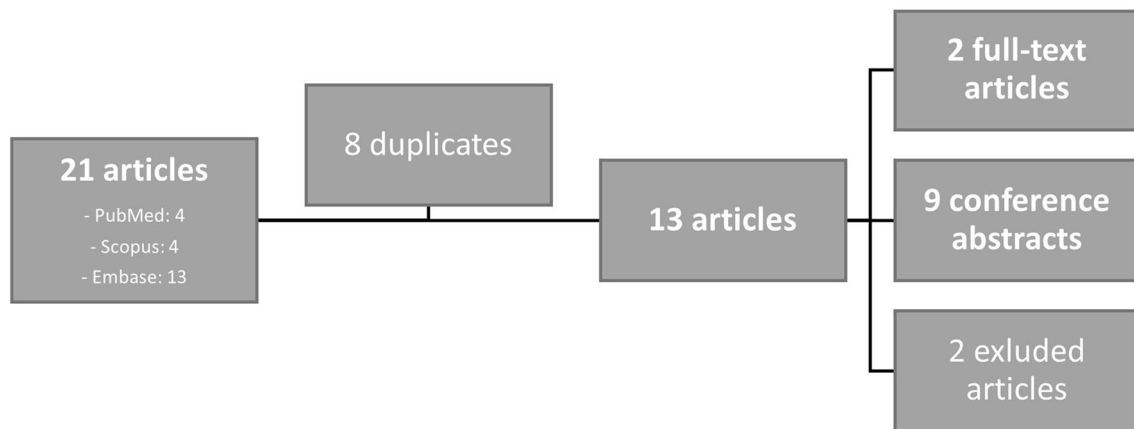 21 articles
- PubMed: 4
- Scopus: 4
- Embase: 13
8 duplicates
13 articles
2 full-text
articles
9 conference
abstracts
2 exluded
articles